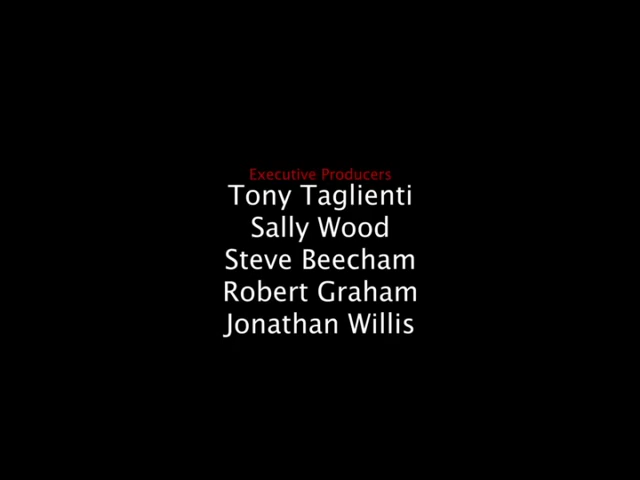 Executive Producers
Tony Taglienti
Sally Wood
Steve Beecham
Robert Graham
Jonathan Willis